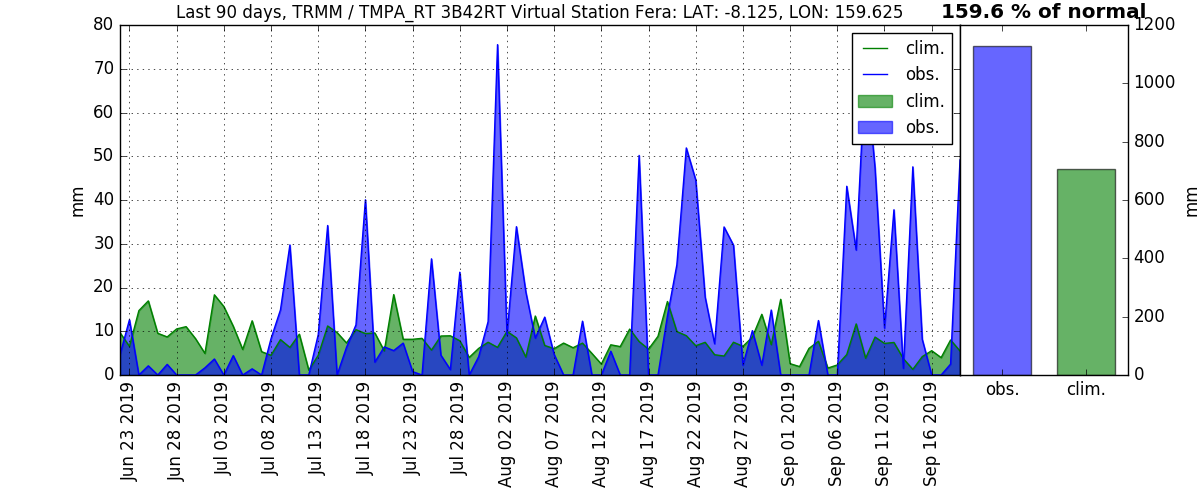 Last 90 days, TRMM / TMPA_RT 3B42RT Virtual Station Fera: LAT: -8.125, LON: 159.625
159.6 % of normal
80
70
60
50
40
30
20
10
0
mm
clim.
obs.
clim.
obs.
1200
1000
800
600
400
200
0
mm
Jun 23 2019
Jun 28 2019
Jul 03 2019
Jul 08 2019
Jul 13 2019
Jul 18 2019
Jul 23 2019
Jul 28 2019
Aug 02 2019
Aug 07 2019
Aug 12 2019
Aug 17 2019
Aug 22 2019
Aug 27 2019
Sep 01 2019
Sep 06 2019
Sep 11 2019
Sep 16 2019
obs.
clim.